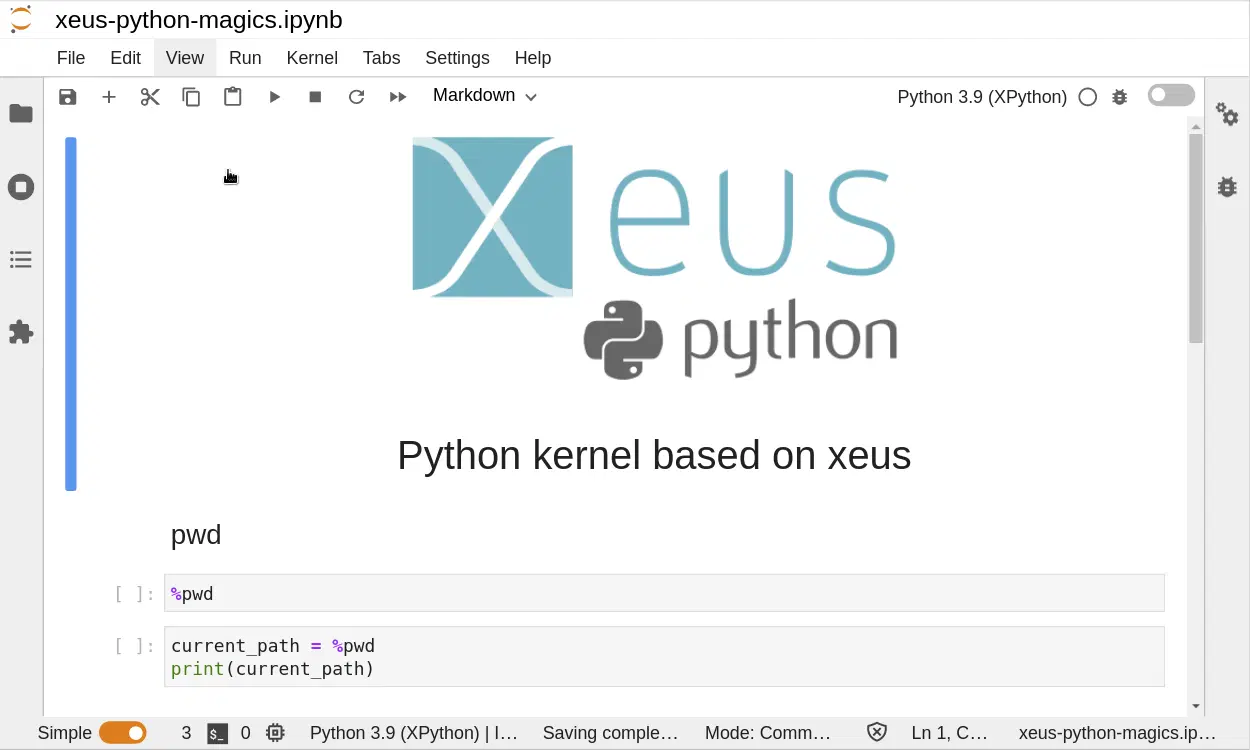 xeus-python-magics.ipynb
File Edit View Run Kernel Tabs Settings Help
Markdown Python 3.9 (XPython)
xeus
python
Python kernel based on xeus
pwd
[ ]: %pwd
[ ]: current_path = %pwd
print(current_path)
Simple 3 $_ 0 Python 3.9 (XPython) | I… Saving comple… Mode: Comm… Ln 1, C… xeus-python-magics.ip…